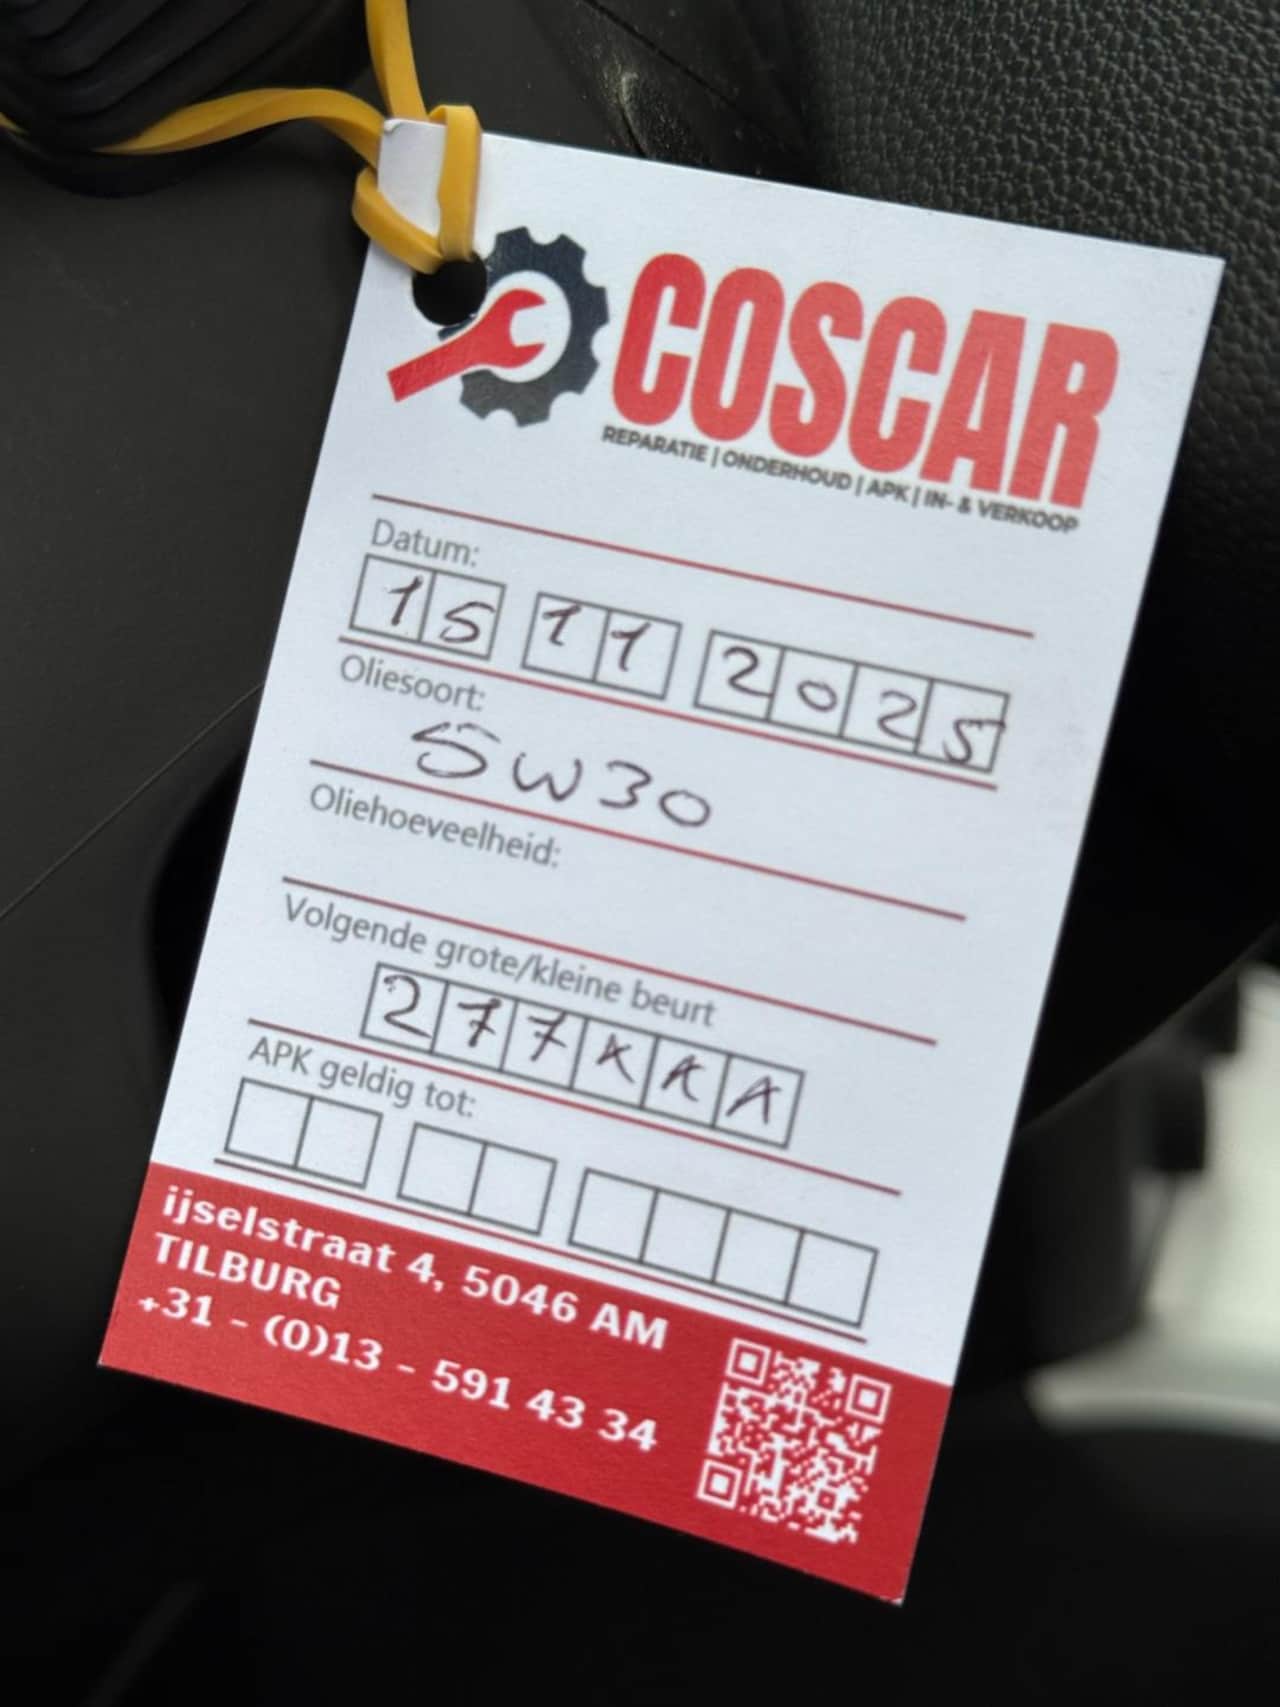 COSCAR
REPARATIE | ONDERHOUD | APK | IN- & VERKOOP
Datum:
15 11 2025
Oliesoort:
5W30
Oliehoeveelheid:
Volgende grote/kleine beurt
277
APK geldig tot:
ijselstraat 4, 5046 AM
TILBURG
+31 - (0)13 - 591 43 34